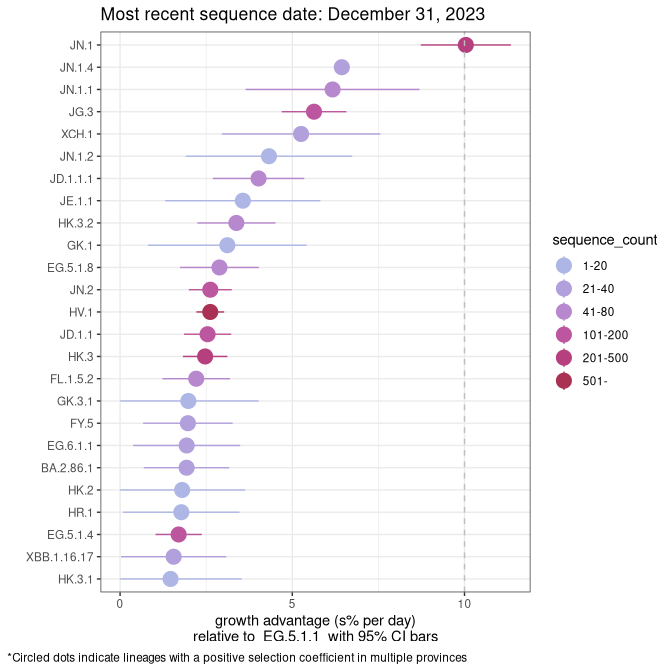 Most recent sequence date: December 31, 2023
JN.1
JN.1.4
JN.1.1
JG.3
XCH.1
JN.1.2
JD.1.1.1
JE.1.1
HK.3.2
GK.1
EG.5.1.8
JN.2
HV.1
JD.1.1
HK.3
FL.1.5.2
GK.3.1
FY.5
EG.6.1.1
BA.2.86.1
HK.2
HR.1
EG.5.1.4
XBB.1.16.17
HK.3.1
0 5 10
growth advantage (s% per day)
relative to EG.5.1.1 with 95% CI bars
sequence_count
1-20
21-40
41-80
101-200
201-500
501-
*Circled dots indicate lineages with a positive selection coefficient in multiple provinces